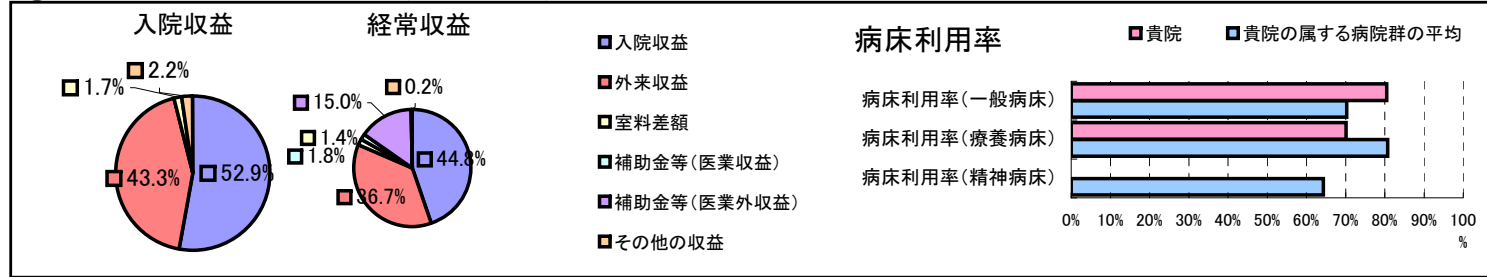 入院収益
2.2%
1.7%
43.3%
52.9%
経常収益
0.2%
15.0%
1.4%
1.8%
44.8%
36.7%
入院収益
外来収益
室料差額
補助金等(医業収益)
補助金等(医業外収益)
その他の収益
病床利用率
貴院 貴院の属する病院群の平均
病床利用率(一般病床)
病床利用率(療養病床)
病床利用率(精神病床)
0% 10% 20% 30% 40% 50% 60% 70% 80% 90% 100
%